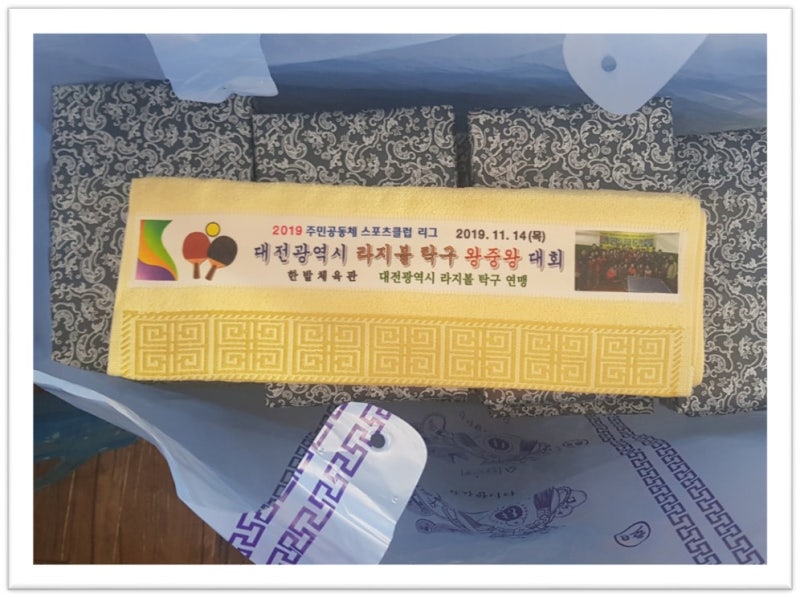 2019 주민공동체 스포츠클럽 리그 2019. 11. 14 (목)
대전광역시 라지볼 탁구 왕중왕 대회
한밭체육관 대전광역시 라지볼 탁구 연맹